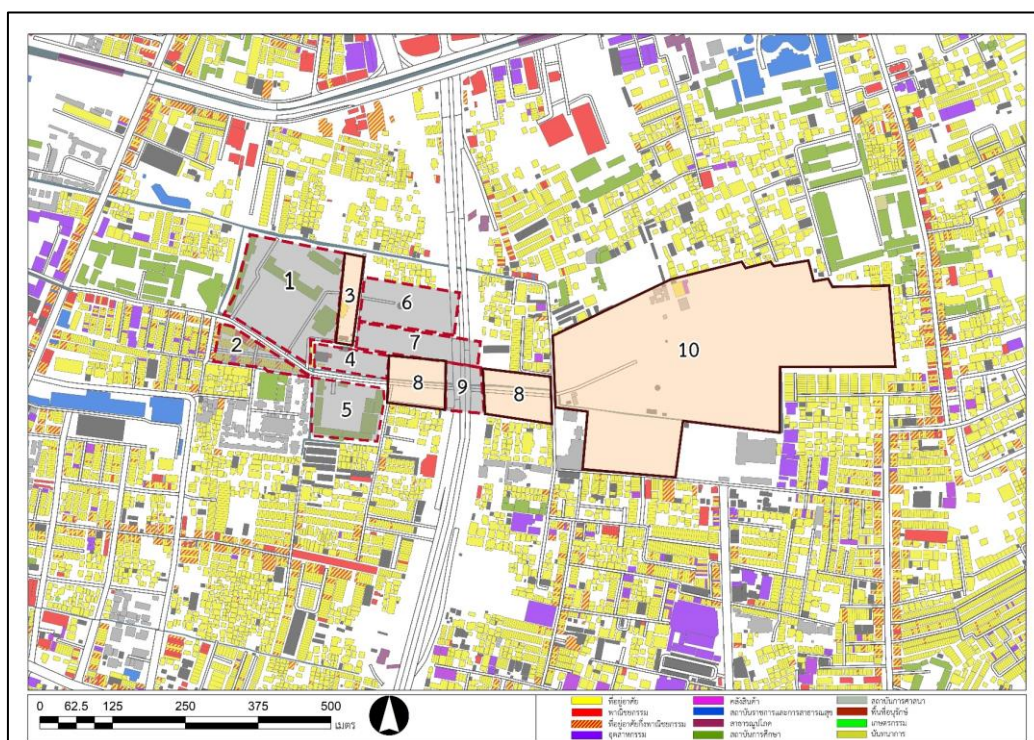 1
3
6
2
7
4
10
8
9
8
5
0 62.5 125 250 375 500
เมตร
ที่อยู่อาศัย
พาณิชยกรรม
ที่อยู่อาศัยกึ่งพาณิชยกรรม
อุตสาหกรรม
คลังสินค้า
สถาบันราชการและการสาธารณสุข
สาธารณูปโภค
สถาบันการศึกษา
สถาบันการศาสนา
พื้นที่อนุรักษ์
เกษตรกรรม
นันทนาการ